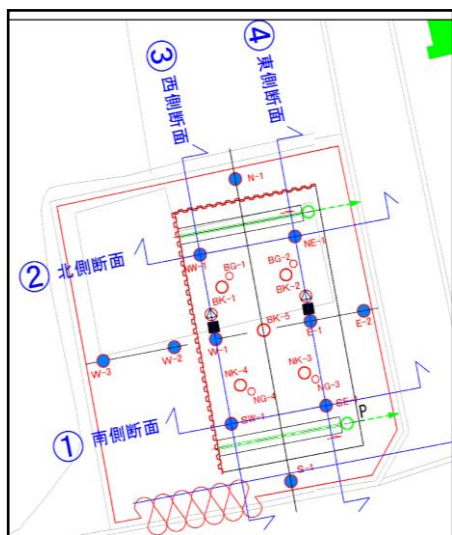 ④ 東側断面
③ 西側断面
N-1
NW-1
NE-1
BG-1
BG-2
② 北側断面
BK-1
BK-2
BK-5
E-1
E-2
W-1
W-2
W-3
NK-4
NK-3
NG-4
NG-3
SW-1
SE-1
P
① 南側断面
S-1